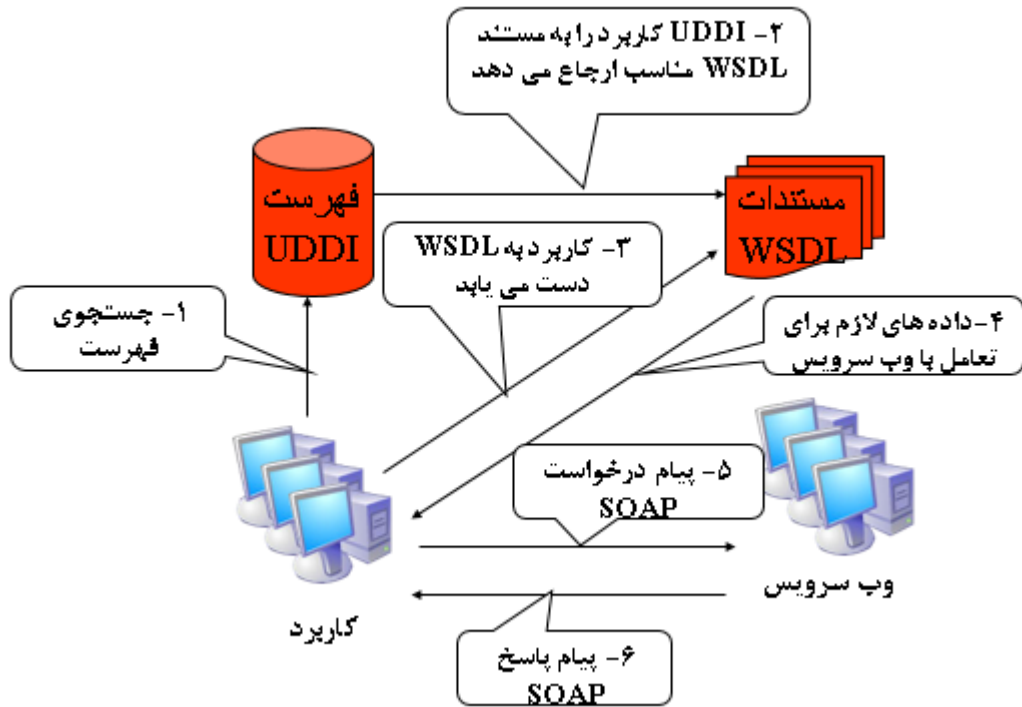 ۲- UDDI کاربرد را به مستند
WSDL مناسب ارجاع می دهد
فهرست
UDDI
مستندات
WSDL
۳- کاربرد به WSDL
دست می یابد
۱- جستجوی
فهرست
۴-داده های لازم برای
تعامل با وب سرویس
۵- پیام درخواست
SOAP
وب سرویس
کاربرد
۶- پیام پاسخ
SOAP